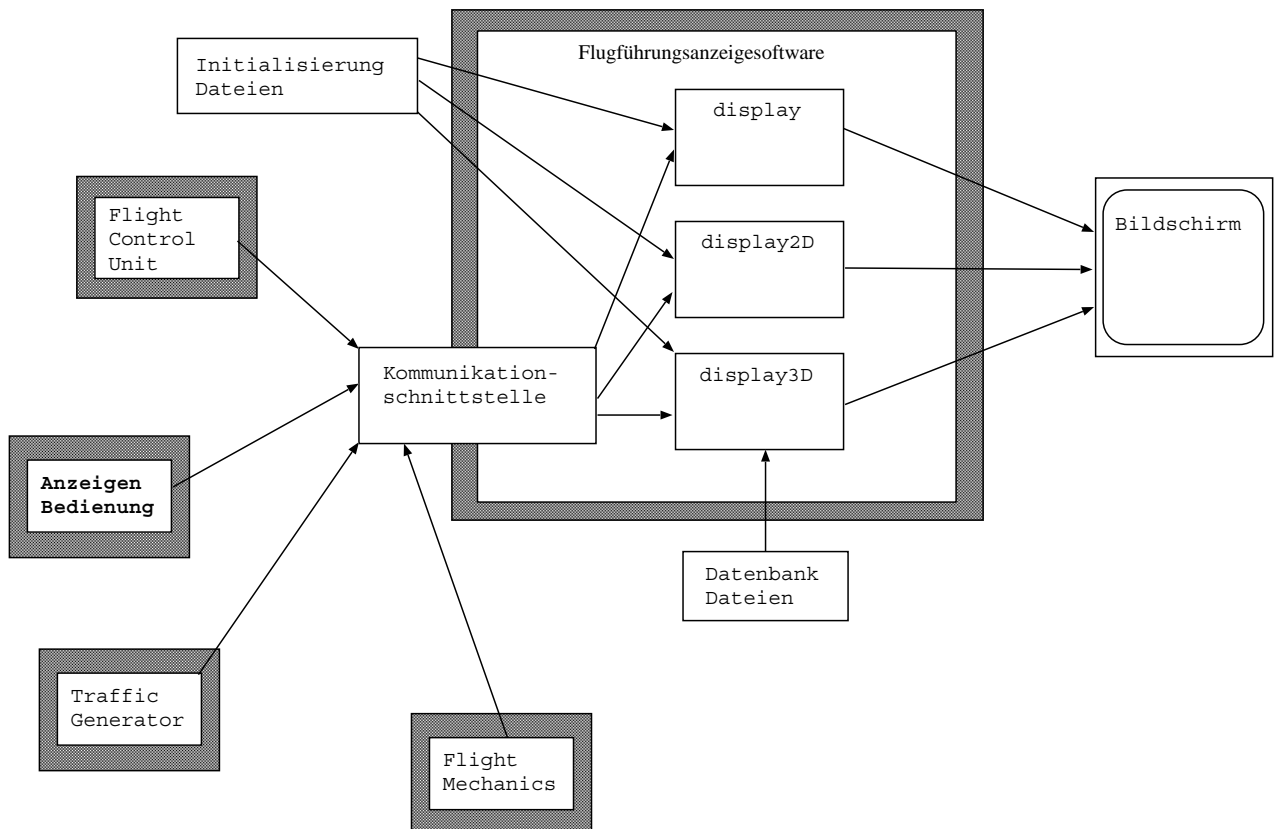 Flugführungsanzeigesoftware
Initialisierung
Dateien
display
Flight
Control
Unit
display2D
Bildschirm
Kommunikation-
schnittstelle
display3D
Anzeigen
Bedienung
Datenbank
Dateien
Traffic
Generator
Flight
Mechanics